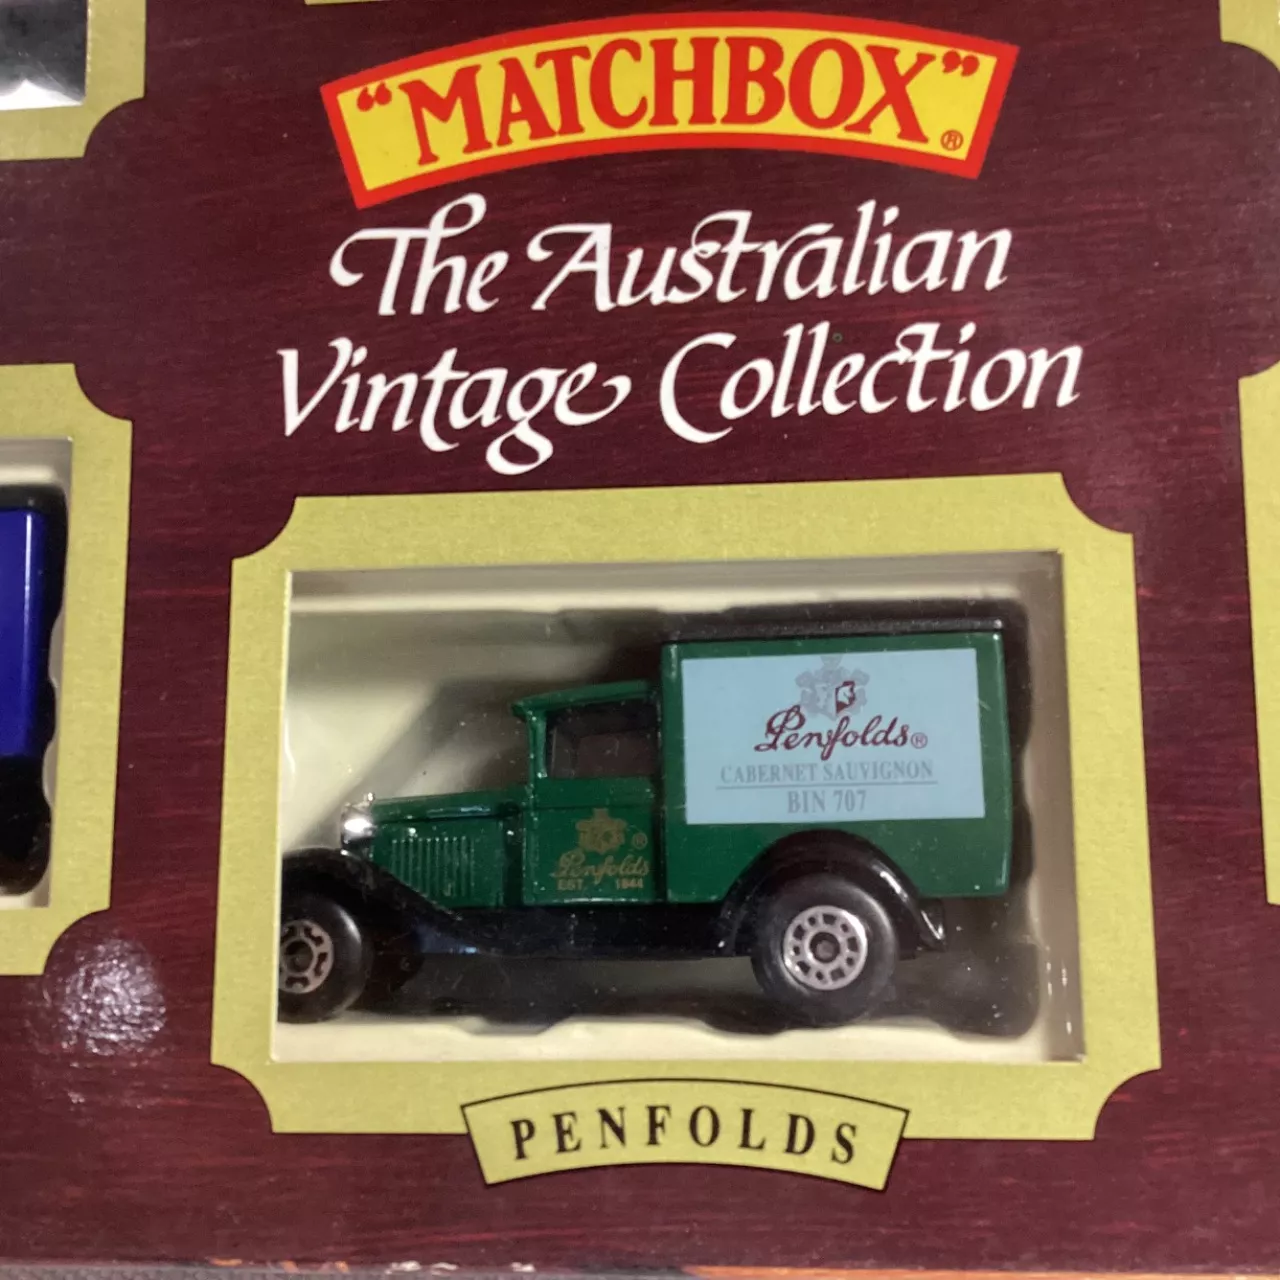 "MATCHBOX"®
The Australian
Vintage Collection
Penfolds®
CABERNET SAUVIGNON
BIN 707
®
Penfolds
EST. 1844
PENFOLDS